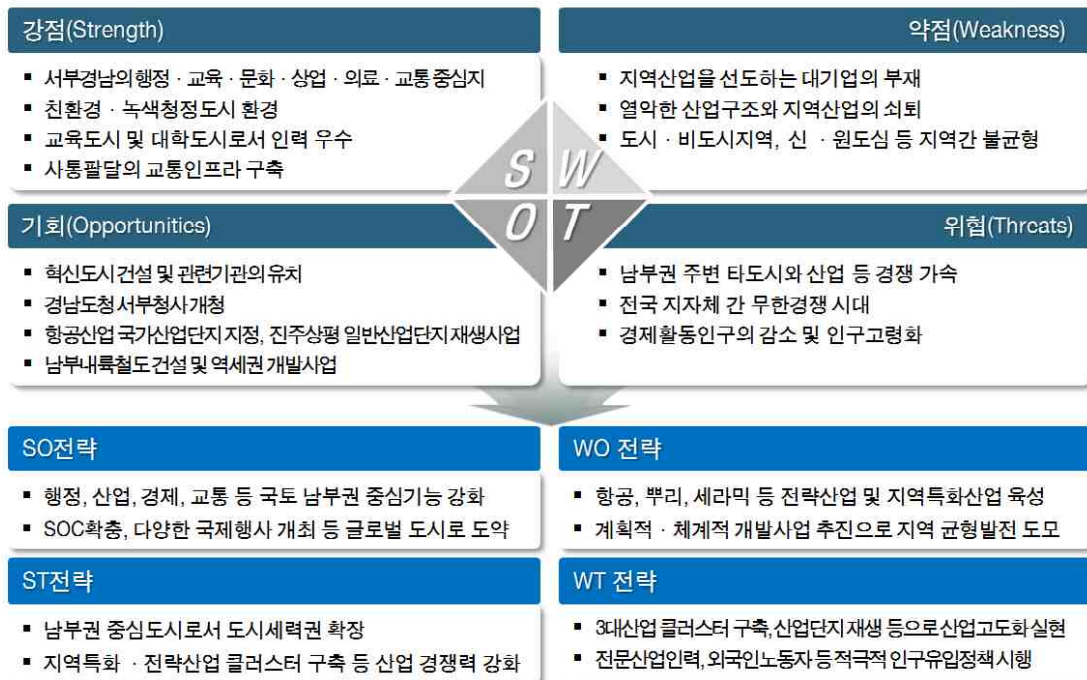 강점(Strength)
▪ 서부경남의 행정 · 교육 · 문화 · 상업 · 의료 · 교통 중심지
▪ 친환경 · 녹색청정도시 환경
▪ 교육도시 및 대학도시로서 인력 우수
▪ 사통팔달의 교통인프라 구축
약점(Weakness)
▪ 지역산업을 선도하는 대기업의 부재
▪ 열악한 산업구조와 지역산업의 쇠퇴
▪ 도시 · 비도시지역, 신 · 원도심 등 지역간 불균형
S W
O T
기회(Opportunitics)
▪ 혁신도시 건설 및 관련기관의 유치
▪ 경남도청 서부청사 개청
▪ 항공산업 국가산업단지 지정, 진주상평 일반산업단지 재생사업
▪ 남부내륙철도 건설 및 역세권 개발사업
위협(Thrcats)
▪ 남부권 주변 타도시와 산업 등 경쟁 가속
▪ 전국 지자체 간 무한경쟁 시대
▪ 경제활동인구의 감소 및 인구고령화
SO전략
▪ 행정, 산업, 경제, 교통 등 국토 남부권 중심기능 강화
▪ SOC확충, 다양한 국제행사 개최 등 글로벌 도시로 도약
WO 전략
▪ 항공, 뿌리, 세라믹 등 전략산업 및 지역특화산업 육성
▪ 계획적 · 체계적 개발사업 추진으로 지역 균형발전 도모
ST전략
▪ 남부권 중심도시로서 도시세력권 확장
▪ 지역특화 · 전략산업 클러스터 구축 등 산업 경쟁력 강화
WT 전략
▪ 3대산업 클러스터 구축, 산업단지 재생 등으로 산업고도화 실현
▪ 전문산업인력, 외국인노동자 등 적극적 인구유입정책 시행